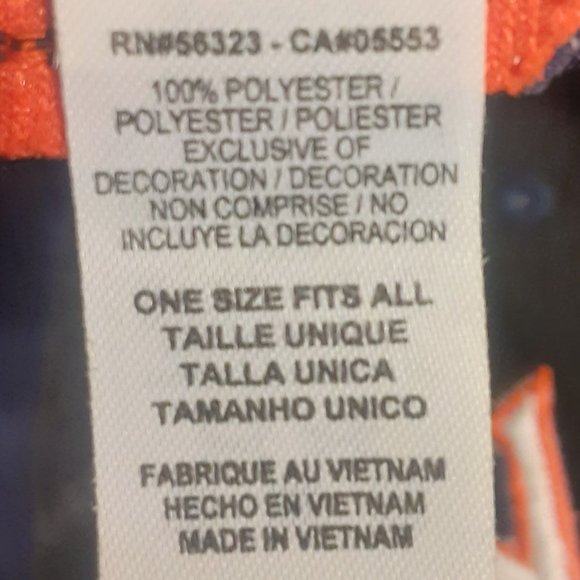 RN#56323 - CA#05553
100% POLYESTER /
POLYESTER / POLIESTER
EXCLUSIVE OF
DECORATION / DECORATION
NON COMPRISE / NO
INCLUYE LA DECORACION
ONE SIZE FITS ALL
TAILLE UNIQUE
TALLA UNICA
TAMANHO UNICO
FABRIQUE AU VIETNAM
HECHO EN VIETNAM
MADE IN VIETNAM